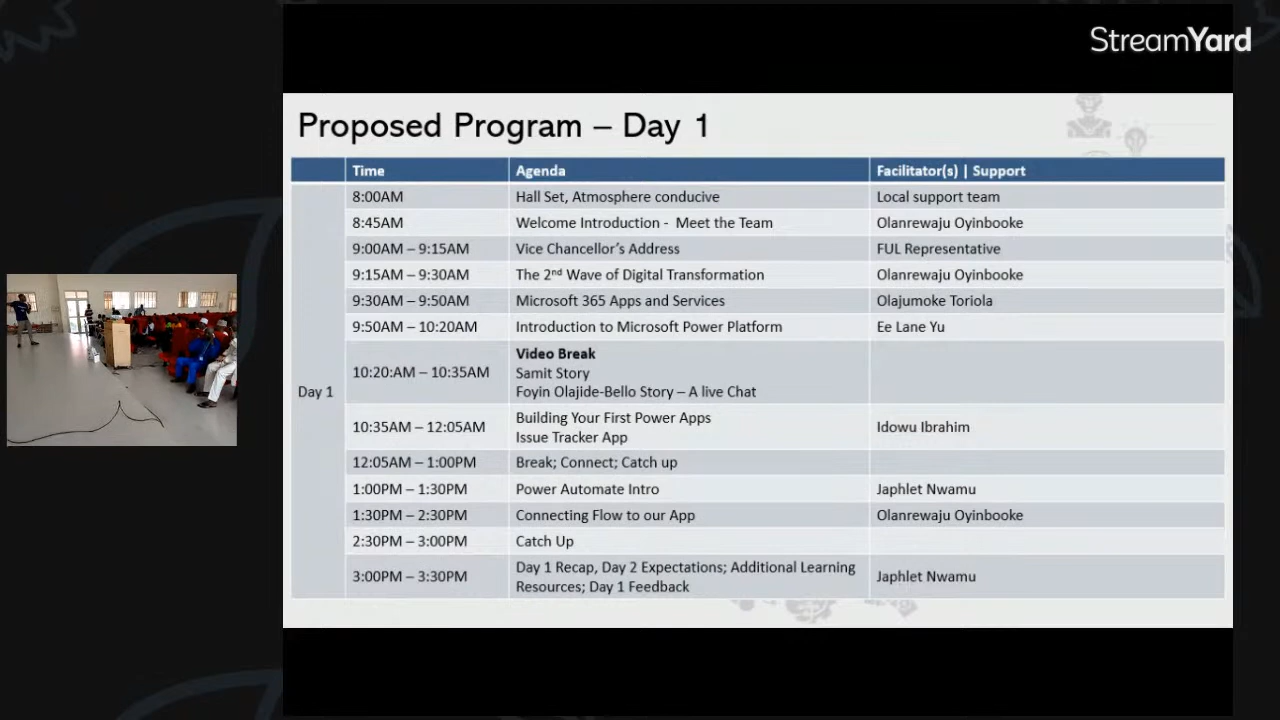 StreamYard
Proposed Program – Day 1
Time Agenda Facilitator(s) | Support
Day 1
8:00AM Hall Set, Atmosphere conducive Local support team
8:45AM Welcome Introduction - Meet the Team Olanrewaju Oyinbooke
9:00AM – 9:15AM Vice Chancellor's Address FUL Representative
9:15AM – 9:30AM The 2nd Wave of Digital Transformation Olanrewaju Oyinbooke
9:30AM – 9:50AM Microsoft 365 Apps and Services Olajumoke Toriola
9:50AM – 10:20AM Introduction to Microsoft Power Platform Ee Lane Yu
10:20:AM – 10:35AM Video Break
Samit Story
Foyin Olajide-Bello Story – A live Chat
10:35AM – 12:05AM Building Your First Power Apps
Issue Tracker App Idowu Ibrahim
12:05AM – 1:00PM Break; Connect; Catch up
1:00PM – 1:30PM Power Automate Intro Japhlet Nwamu
1:30PM – 2:30PM Connecting Flow to our App Olanrewaju Oyinbooke
2:30PM – 3:00PM Catch Up
3:00PM – 3:30PM Day 1 Recap, Day 2 Expectations; Additional Learning
Resources; Day 1 Feedback Japhlet Nwamu